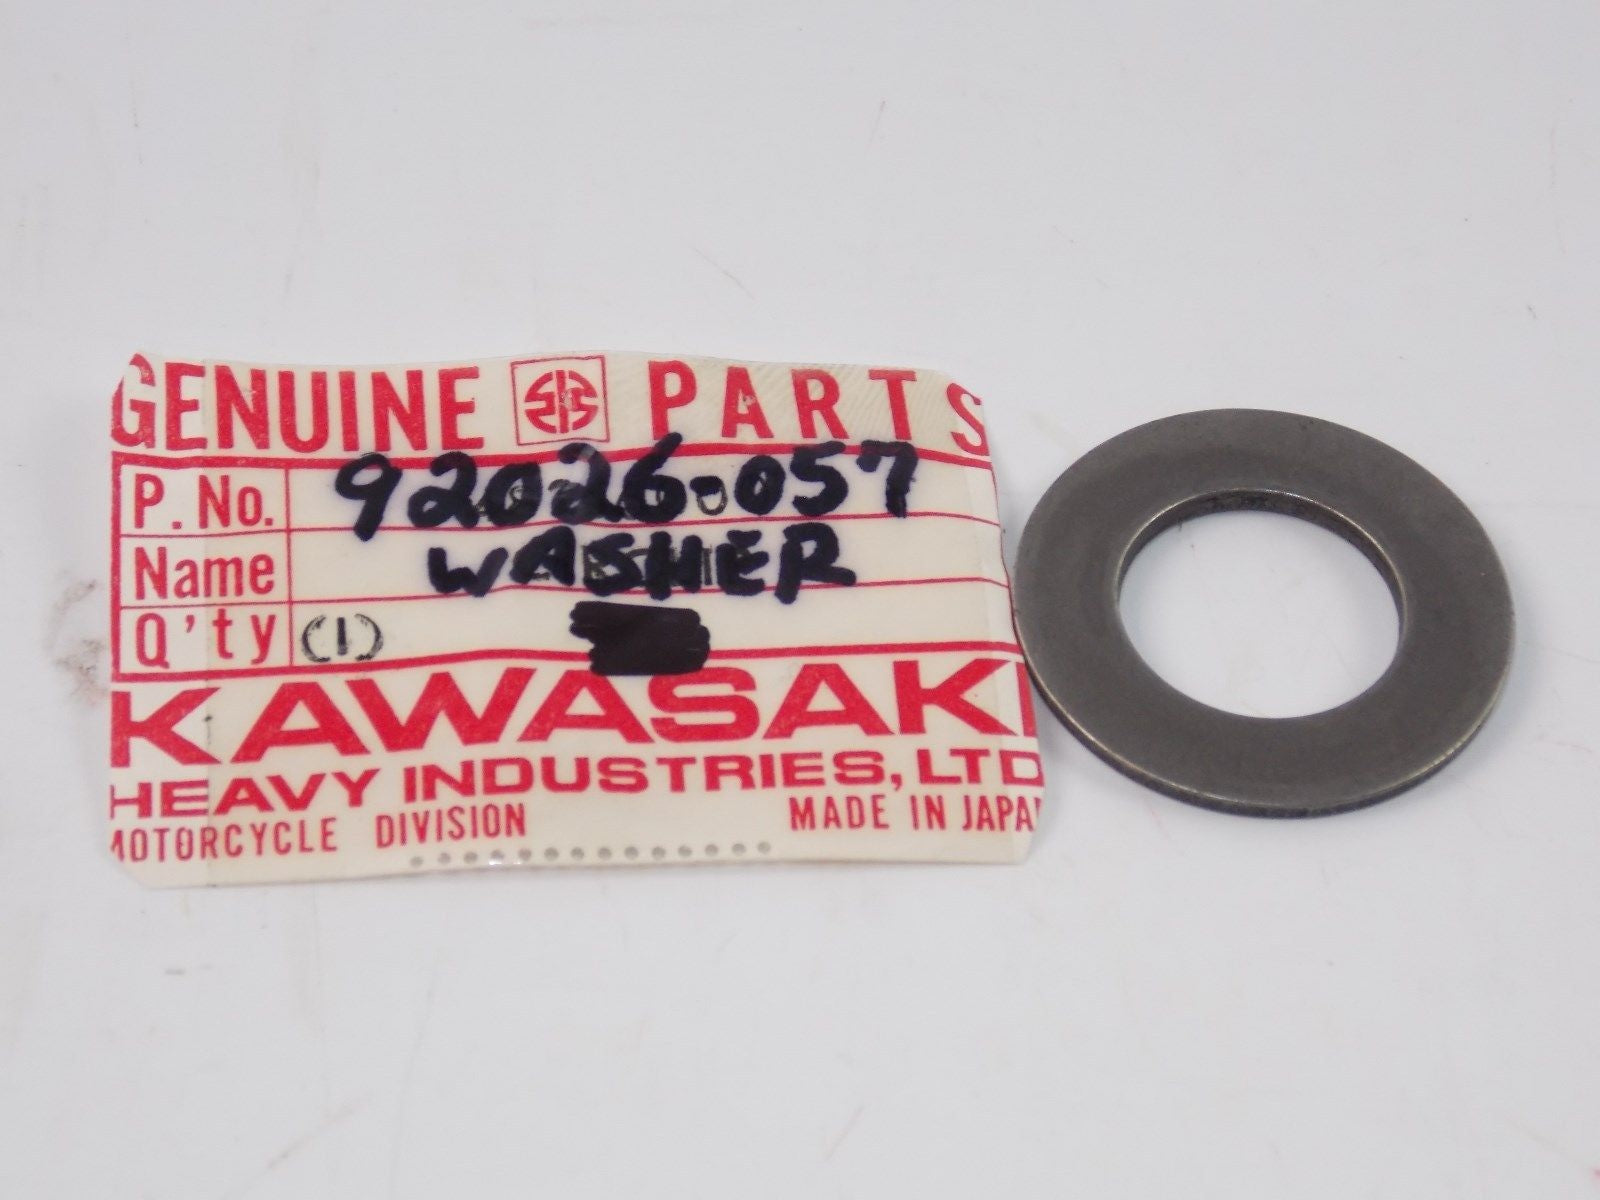 GENUINE PARTS
P. No. 92026-057
Name WASHER
Q'ty (1)
KAWASAKI
HEAVY INDUSTRIES, LTD
MOTORCYCLE DIVISION MADE IN JAPAN